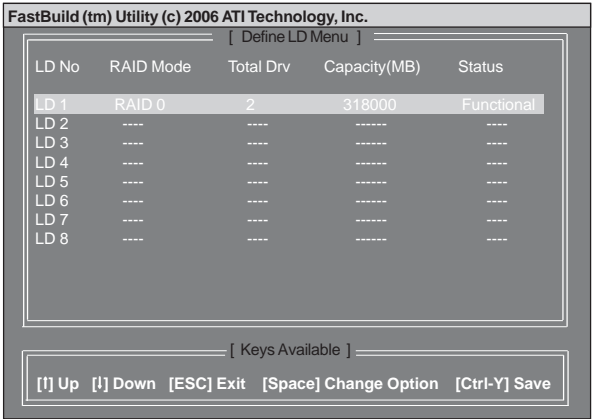 FastBuild (tm) Utility (c) 2006 ATI Technology, Inc.
[ Define LD Menu ]
LD No RAID Mode Total Drv Capacity(MB) Status
LD 1 RAID 0 2 318000 Functional
LD 2 ---- ---- ------ ----
LD 3 ---- ---- ------ ----
LD 4 ---- ---- ------ ----
LD 5 ---- ---- ------ ----
LD 6 ---- ---- ------ ----
LD 7 ---- ---- ------ ----
LD 8 ---- ---- ------ ----
[ Keys Available ]
[↑] Up [↓] Down [ESC] Exit [Space] Change Option [Ctrl-Y] Save